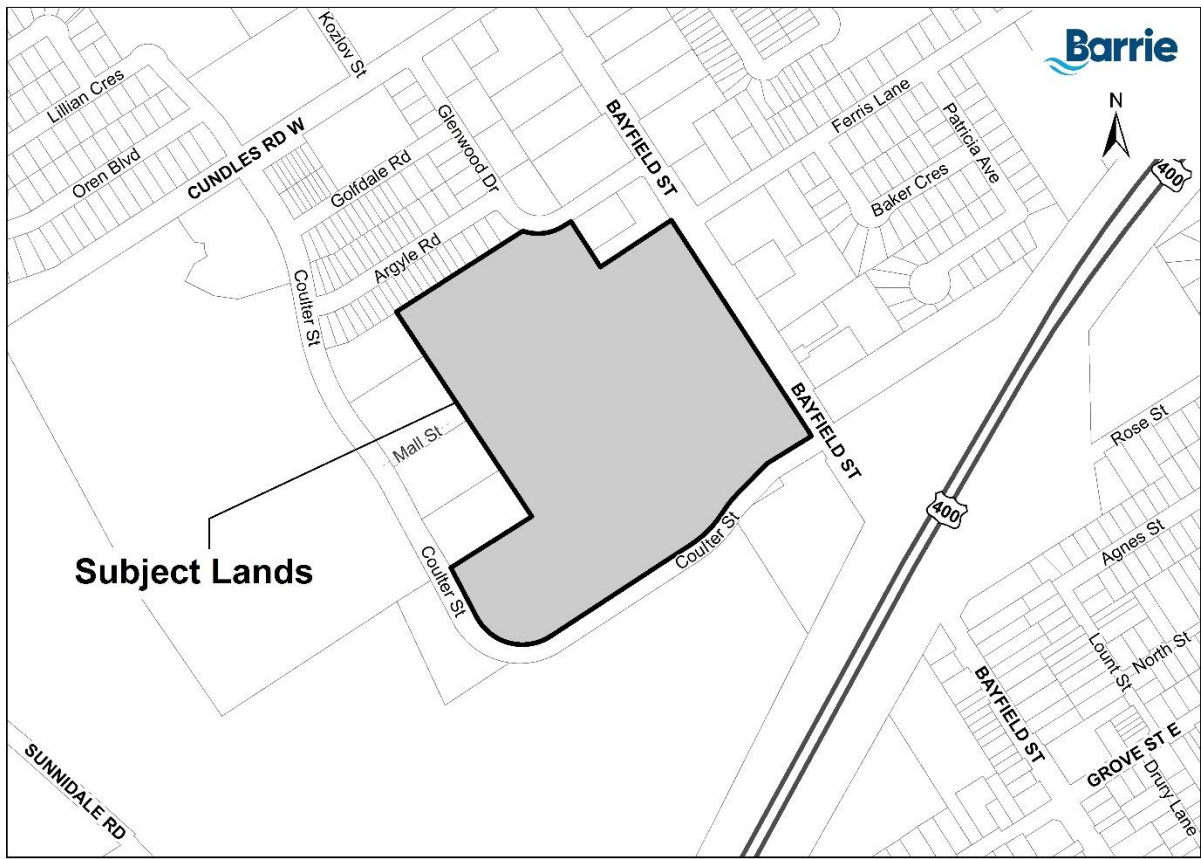 Barrie
N
Kozlov St
Lillian Cres
Oren Blvd
CUNDLES RD W
Glenwood Dr
Golfdale Rd
Argyle Rd
BAYFIELD ST
Ferris Lane
Patricia Ave
Baker Cres
400
Coulter St
Mall St
BAYFIELD ST
Rose St
400
Subject Lands
Coulter St
Coulter St
Agnes St
Lount St
North St
BAYFIELD ST
GROVE ST E
Drury Lane
SUNNIDALE RD